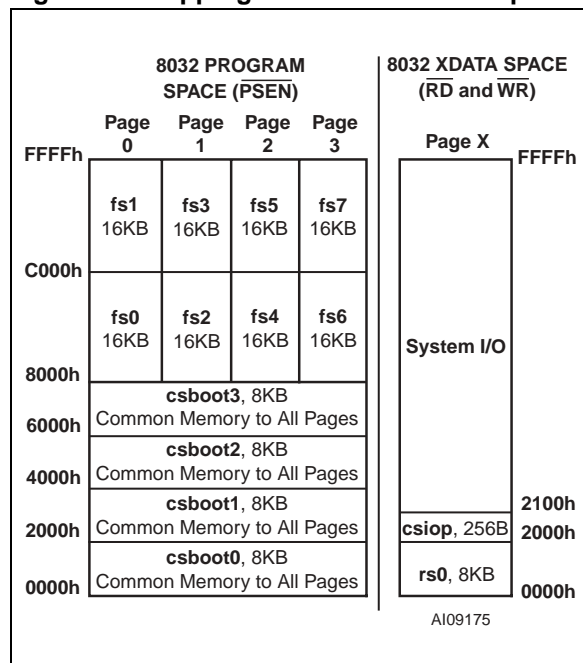 8032 PROGRAM
SPACE (PSEN)
Page 0
Page 1
Page 2
Page 3
FFFFh
fs1
16KB
fs3
16KB
fs5
16KB
fs7
16KB
C000h
fs0
16KB
fs2
16KB
fs4
16KB
fs6
16KB
8000h
csboot3, 8KB
Common Memory to All Pages
6000h
csboot2, 8KB
Common Memory to All Pages
4000h
csboot1, 8KB
Common Memory to All Pages
2000h
csboot0, 8KB
Common Memory to All Pages
0000h
8032 XDATA SPACE
(RD and WR)
Page X
FFFFh
System I/O
2100h
csiop, 256B
2000h
rs0, 8KB
0000h
AI09175